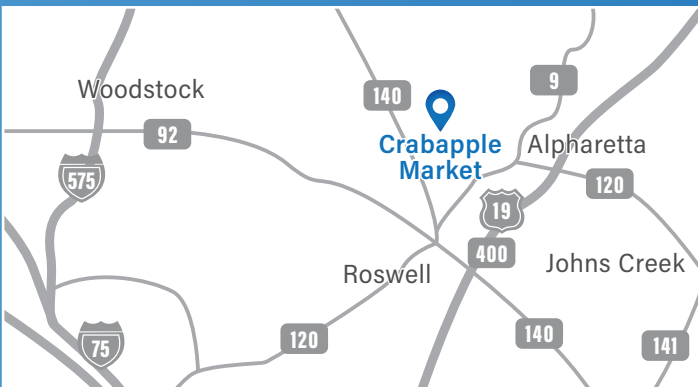 Woodstock
140
9
92
Crabapple
Market
Alpharetta
575
120
19
400
Roswell
Johns Creek
75
120
140
141